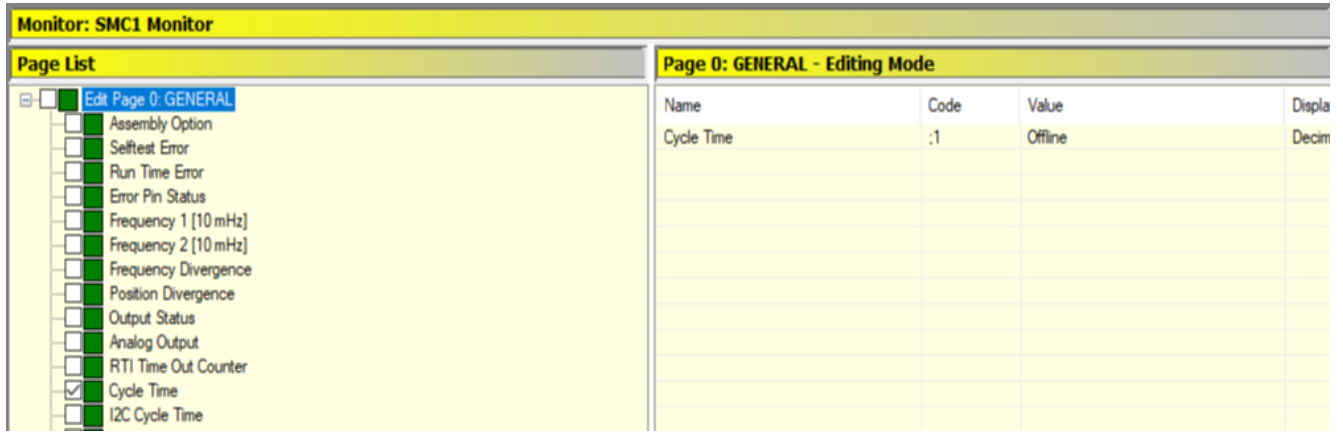 Monitor: SMC1 Monitor
Page List
Edit Page 0: GENERAL
Assembly Option
Selftest Error
Run Time Error
Error Pin Status
Frequency 1 [10 mHz]
Frequency 2 [10 mHz]
Frequency Divergence
Position Divergence
Output Status
Analog Output
RTI Time Out Counter
Cycle Time
I2C Cycle Time
Page 0: GENERAL - Editing Mode
Name Code Value Displa
Cycle Time ;1 Offline Decim